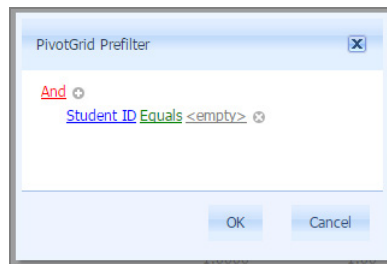 PivotGrid Prefilter
And
Student ID Equals <empty>
OK Cancel